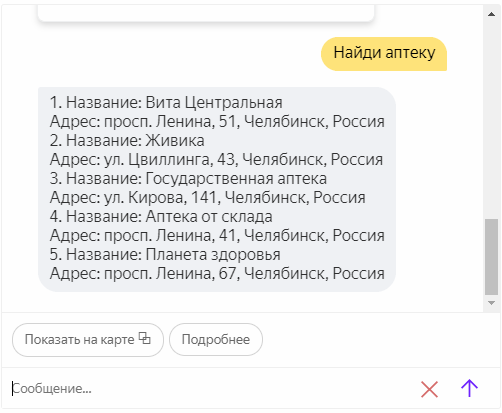 Найди аптеку
1. Название: Вита Центральная
Адрес: просп. Ленина, 51, Челябинск, Россия
2. Название: Живика
Адрес: ул. Цвиллинга, 43, Челябинск, Россия
3. Название: Государственная аптека
Адрес: ул. Кирова, 141, Челябинск, Россия
4. Название: Аптека от склада
Адрес: просп. Ленина, 41, Челябинск, Россия
5. Название: Планета здоровья
Адрес: просп. Ленина, 67, Челябинск, Россия
Показать на карте
Подробнее
Сообщение...